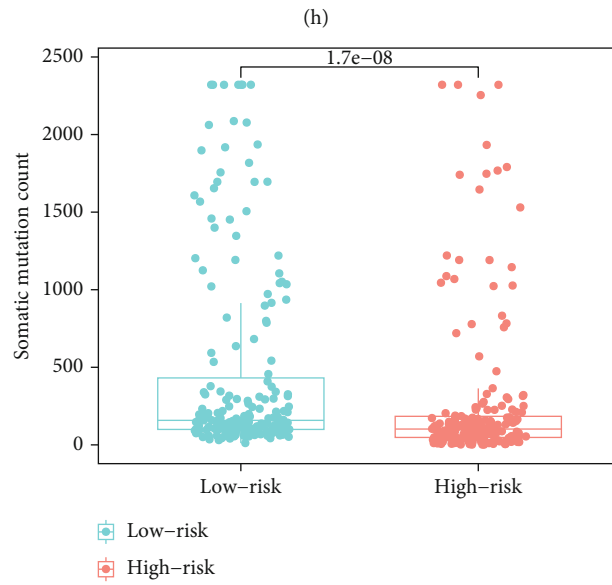 (h)
2500
2000
1500
1000
500
0
Somatic mutation count
1.7e−08
Low−risk
High−risk
Low−risk
High−risk